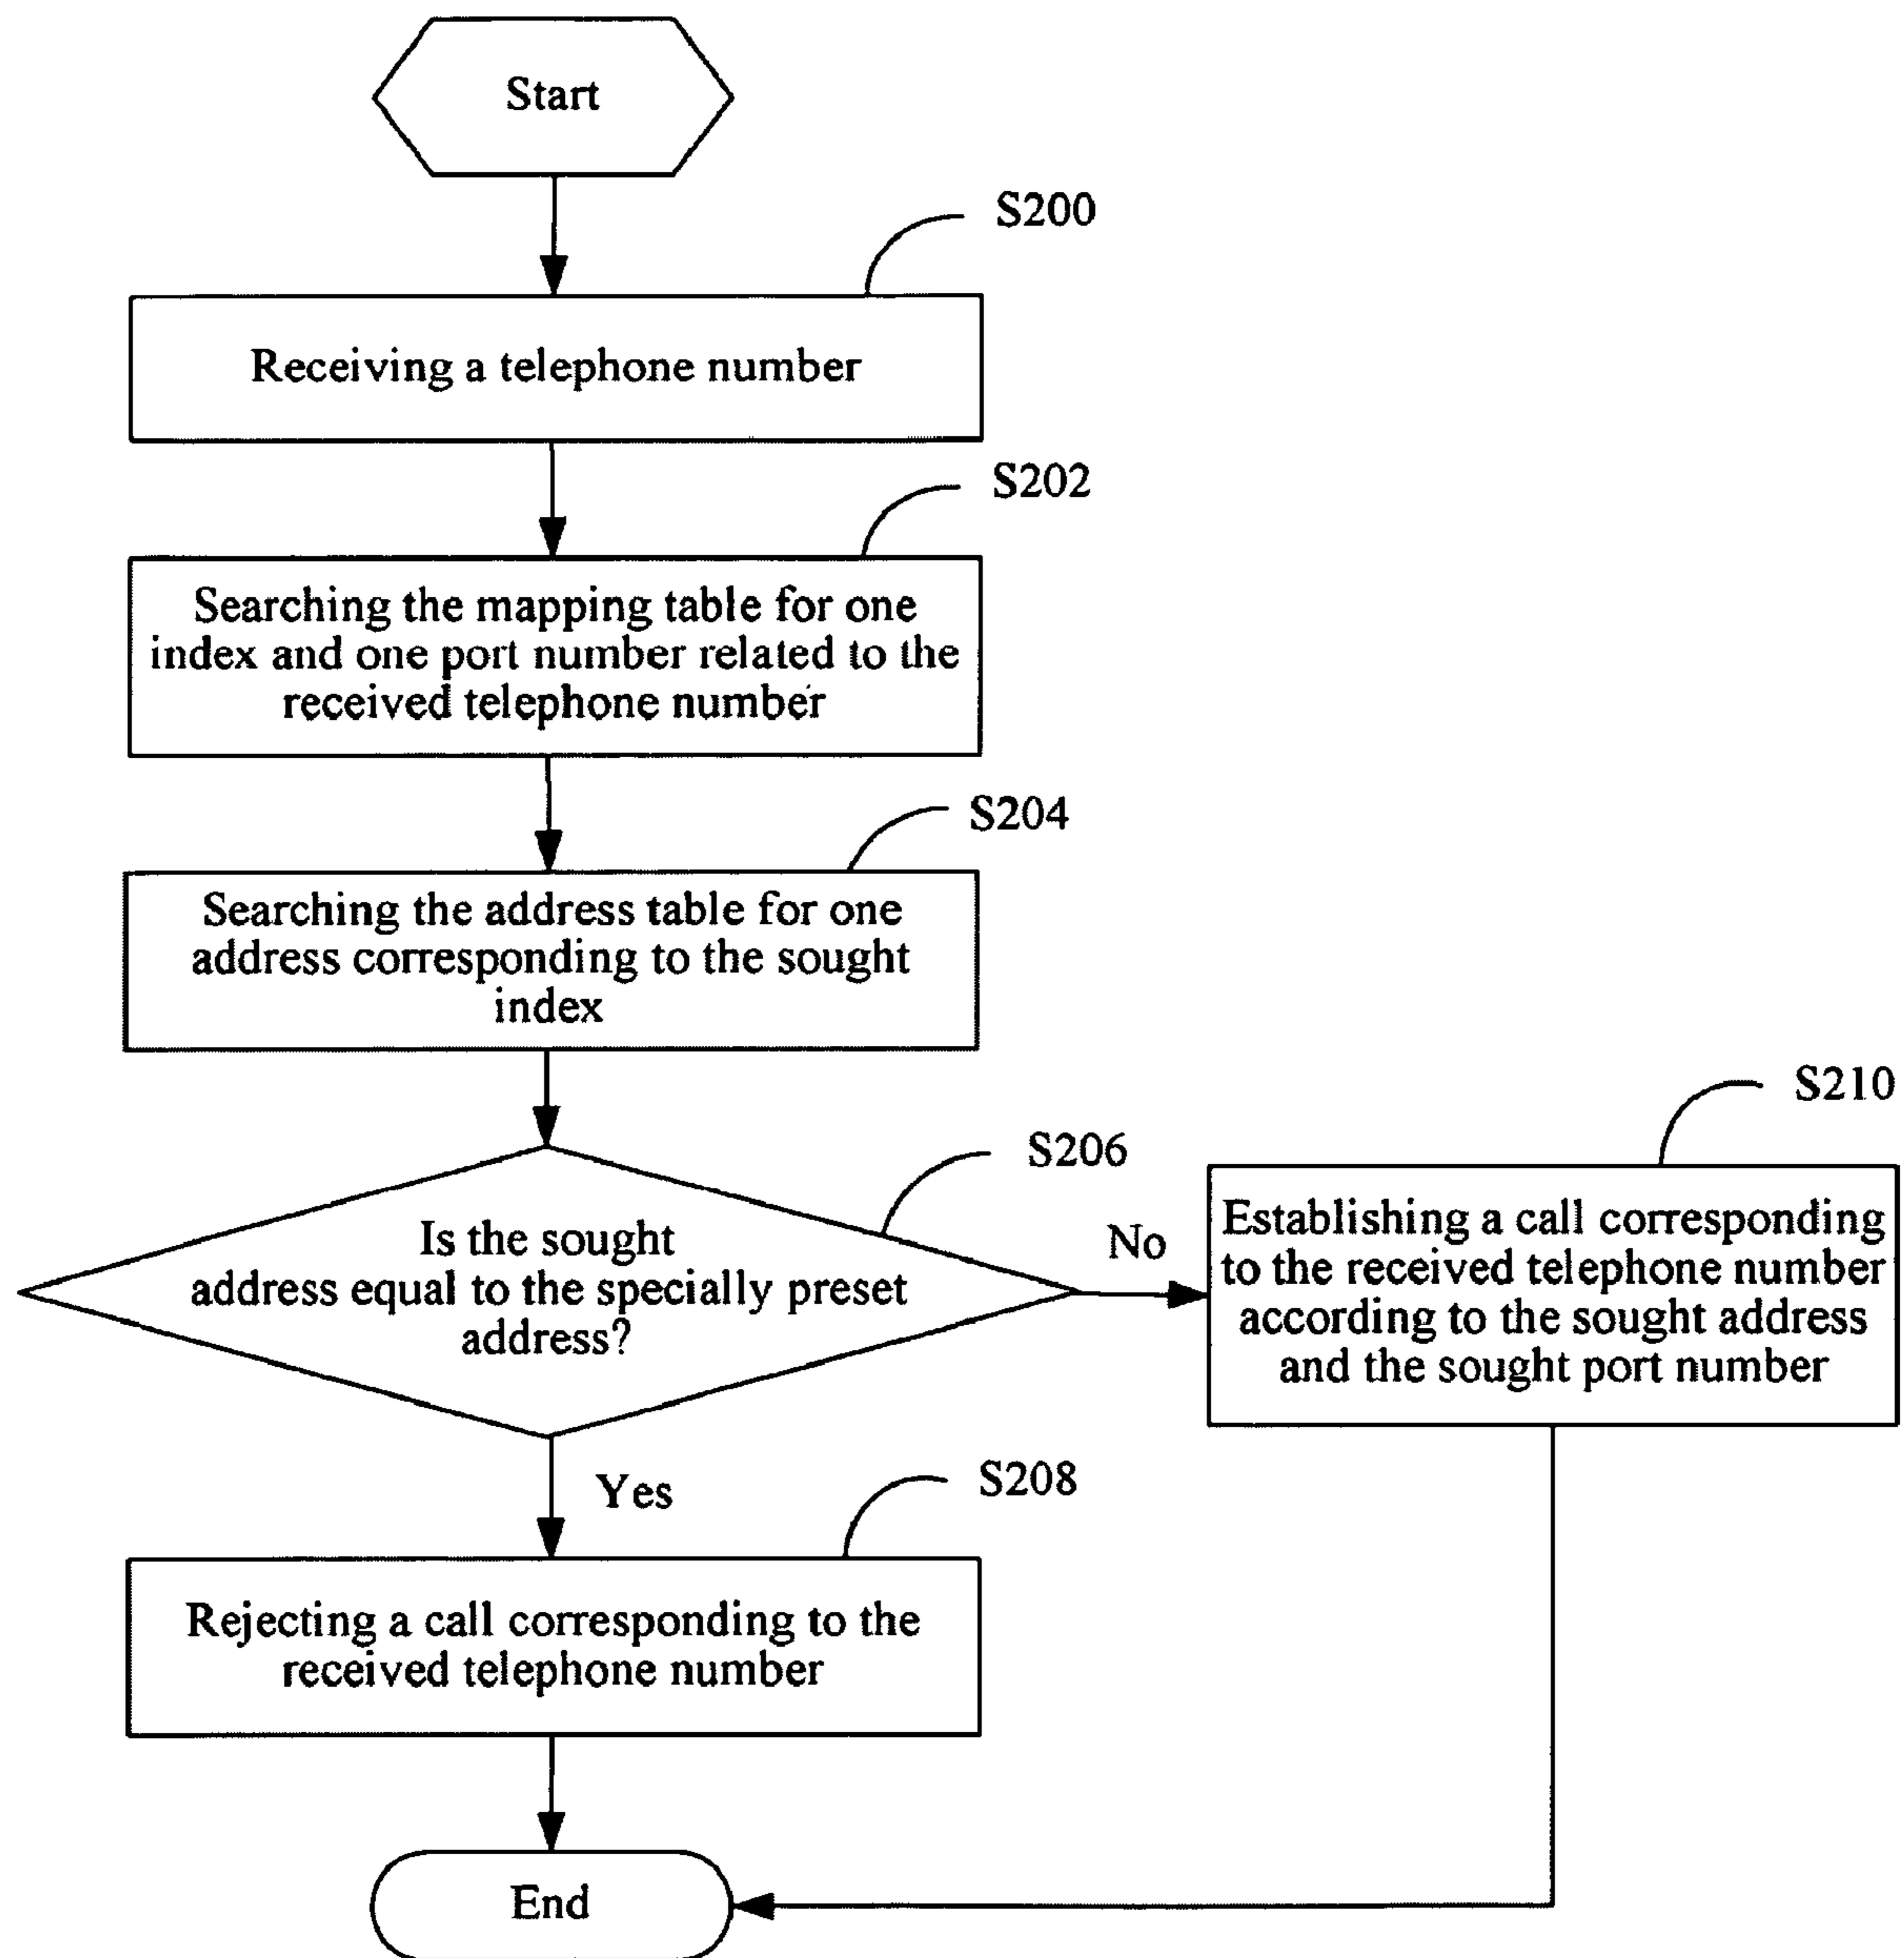 Start
S200
Receiving a telephone number
S202
Searching the mapping table for one
index and one port number related to the
received telephone number
S204
Searching the address table for one
address corresponding to the sought
index
S206
Is the sought
address equal to the specially preset
address?
No
S210
Establishing a call corresponding
to the received telephone number
according to the sought address
and the sought port number
Yes
S208
Rejecting a call corresponding to the
received telephone number
End